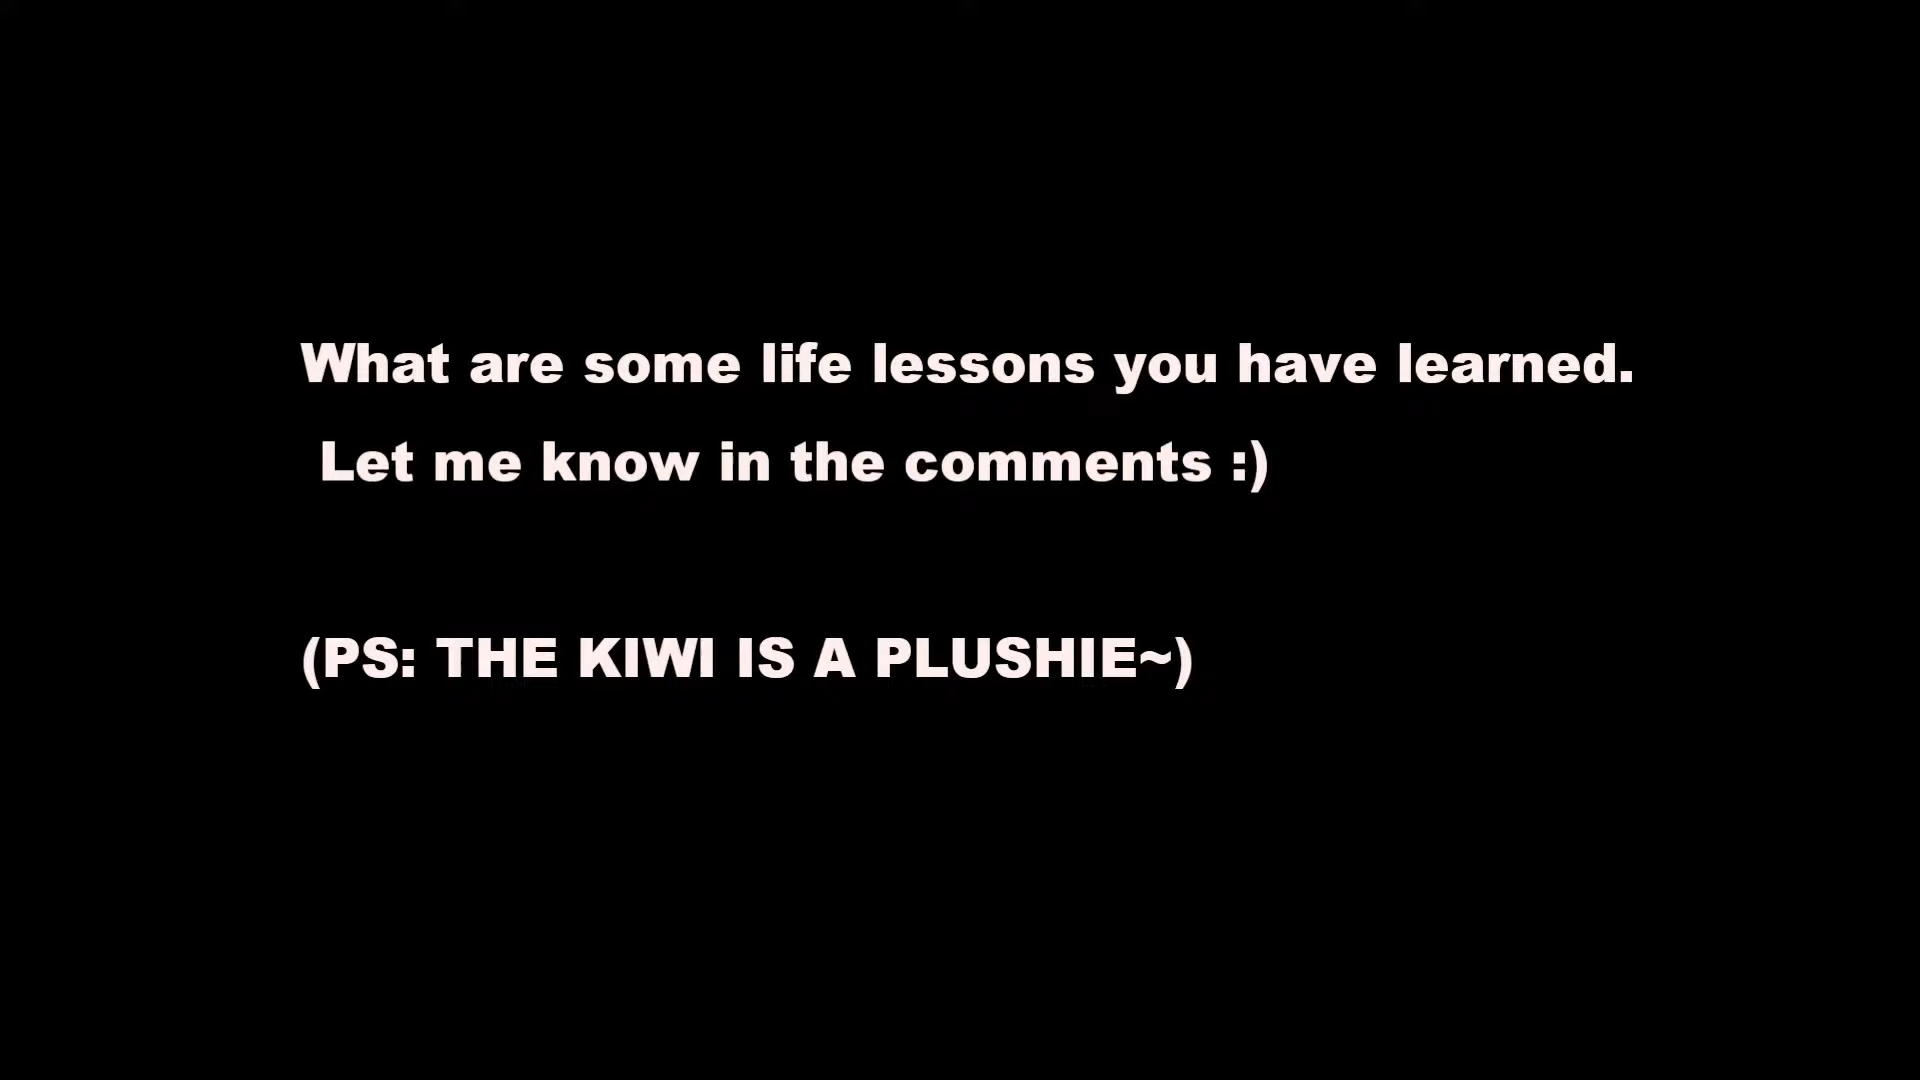 What are some life lessons you have learned.
Let me know in the comments :)
(PS: THE KIWI IS A PLUSHIE~)